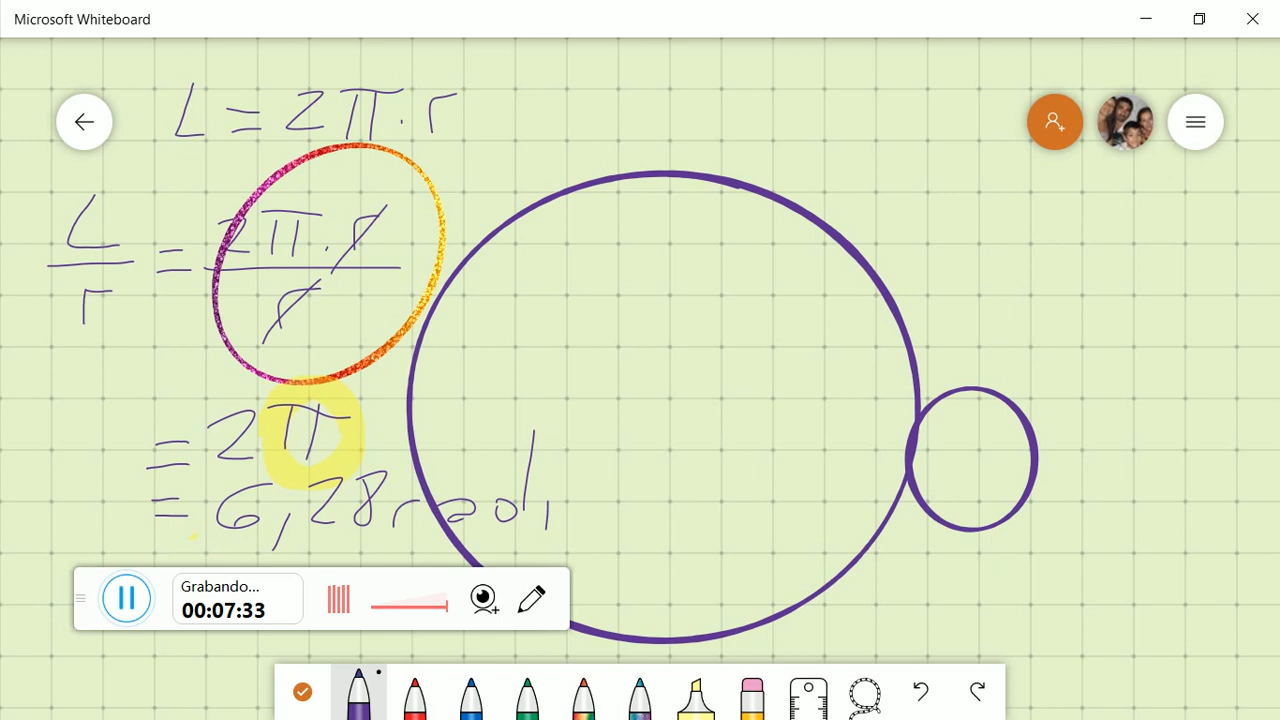 Microsoft Whiteboard
L = 2π.r
L/r = 2π.r/r
= 2π
= 6,28 rad,
Grabando...
00:07:33